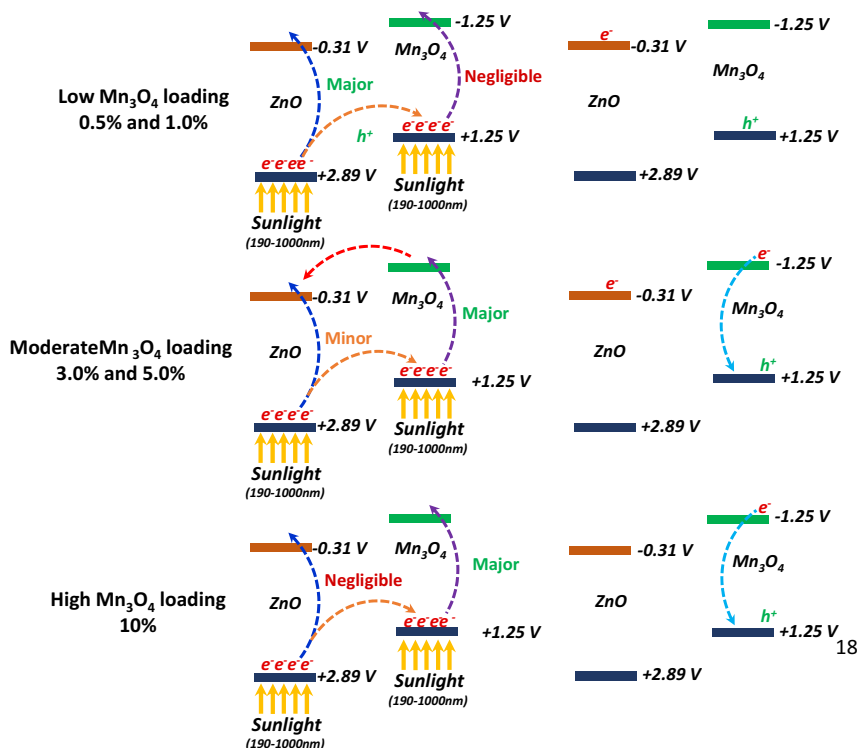 -0.31 V
-1.25 V
Mn3O4
e-
-0.31 V
-1.25 V
Low Mn3O4 loading
0.5% and 1.0%
ZnO
Major
Negligible
h+
e-e-e-e-
+1.25 V
ZnO
Mn3O4
h+
+1.25 V
e-e-ee-
+2.89 V
Sunlight
(190-1000nm)
Sunlight
(190-1000nm)
+2.89 V
-0.31 V
Mn3O4
e-
-0.31 V
e-
-1.25 V
ModerateMn 3O4 loading
3.0% and 5.0%
ZnO
Minor
Major
e-e-e-e-
+1.25 V
ZnO
Mn3O4
h+
+1.25 V
e-e-e-e-
+2.89 V
Sunlight
(190-1000nm)
Sunlight
(190-1000nm)
+2.89 V
-0.31 V
Mn3O4
-0.31 V
e-
-1.25 V
High Mn3O4 loading
10%
ZnO
Negligible
Major
e-e-ee-
+1.25 V
ZnO
Mn3O4
h+
+1.25 V
e-e-e-e-
+2.89 V
Sunlight
(190-1000nm)
Sunlight
(190-1000nm)
+2.89 V
18